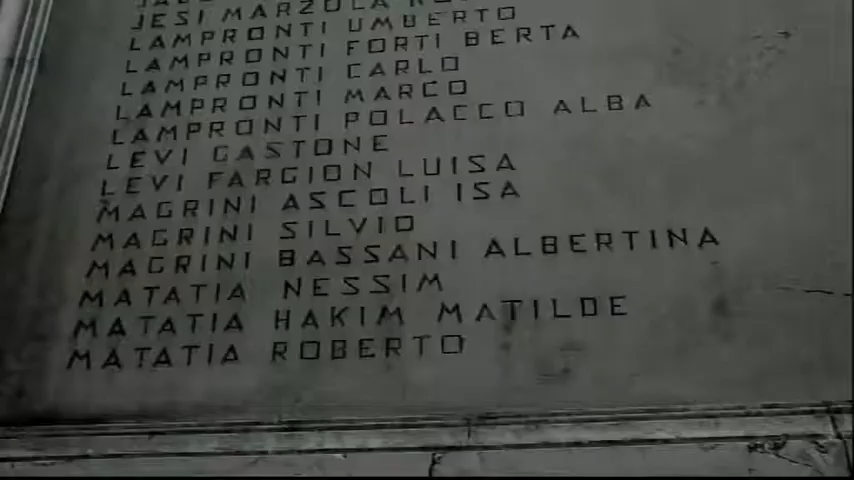 JESI MARZOLA
LAMPRONTI UMBERTO
LAMPRONTI FORTI BERTA
LAMPRONTI CARLO
LAMPRONTI MARCO
LAMPRONTI POLACCO ALBA
LEVI GASTONE
LEVI FARGION LUISA
MAGRINI ASCOLI ISA
MAGRINI SILVIO
MAGRINI BASSANI ALBERTINA
MATATIA NESSIM
MATATIA HAKIM MATILDE
MATATIA ROBERTO